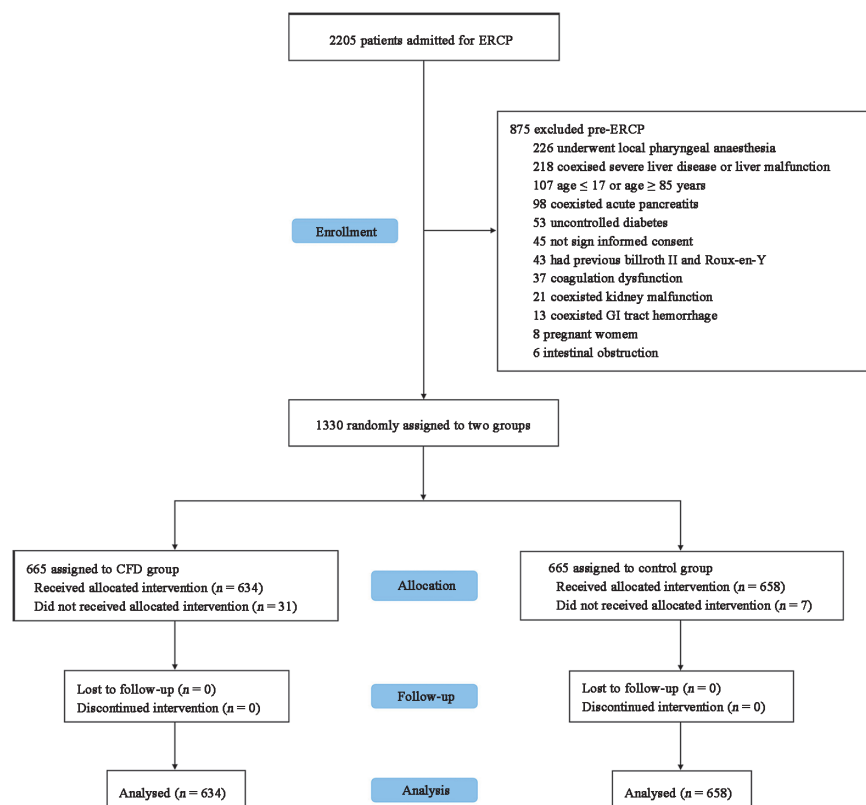 2205 patients admitted for ERCP
875 excluded pre-ERCP
226 underwent local pharyngeal anaesthesia
218 coexised severe liver disease or liver malfunction
107 age ≤ 17 or age ≥ 85 years
98 coexisted acute pancreatits
53 uncontrolled diabetes
45 not sign informed consent
43 had previous billroth II and Roux-en-Y
37 coagulation dysfunction
21 coexisted kidney malfunction
13 coexisted GI tract hemorrhage
8 pregnant womem
6 intestinal obstruction
Enrollment
1330 randomly assigned to two groups
665 assigned to CFD group
Received allocated intervention (n = 634)
Did not received allocated intervention (n = 31)
Allocation
665 assigned to control group
Received allocated intervention (n = 658)
Did not received allocated intervention (n = 7)
Lost to follow-up (n = 0)
Discontinued intervention (n = 0)
Follow-up
Lost to follow-up (n = 0)
Discontinued intervention (n = 0)
Analysed (n = 634)
Analysis
Analysed (n = 658)